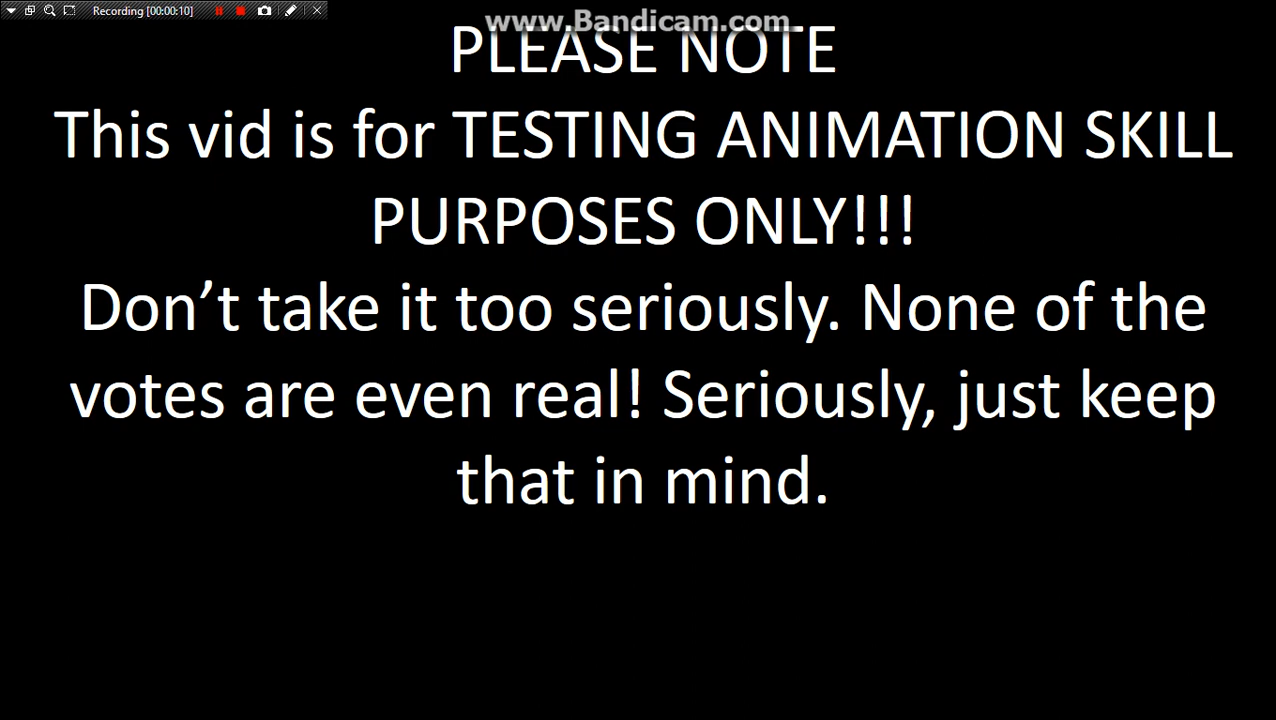 Recording [00:00:10]
www.Bandicam.com
PLEASE NOTE
This vid is for TESTING ANIMATION SKILL
PURPOSES ONLY!!!
Don’t take it too seriously. None of the
votes are even real! Seriously, just keep
that in mind.